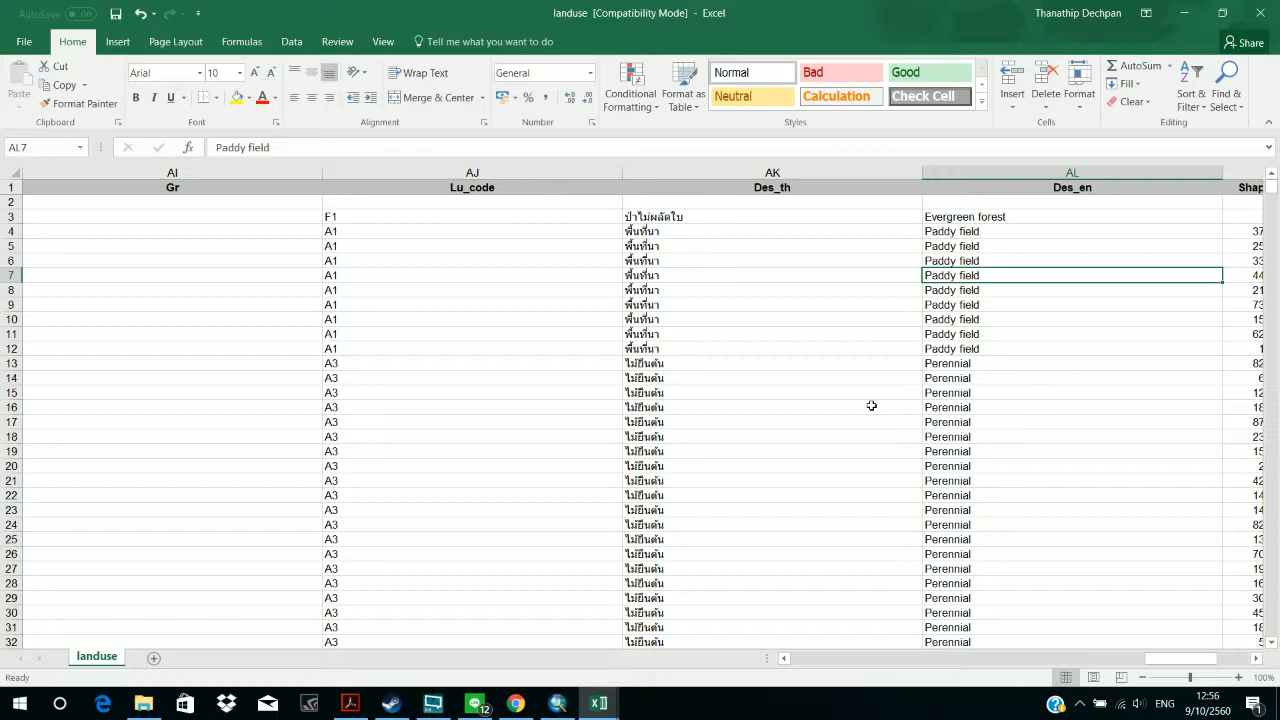 AutoSave Off landuse [Compatibility Mode] - Excel Thanathip Dechpan
File Home Insert Page Layout Formulas Data Review View Tell me what you want to do Share
Paste Cut Copy Format Painter Clipboard
Arial 10 B I U A Font
Wrap Text Merge & Center Alignment
General % , Number
Conditional Formatting Format as Table
Normal Bad Good
Neutral Calculation Check Cell
Styles
Insert Delete Format Cells
AutoSum Fill Clear Sort & Filter Find & Select Editing
AL7 fx Paddy field
AI AJ AK AL
1 Gr Lu_code Des_th Des_en Shap
2
3 F1 ป่าไม่ผลัดใบ Evergreen forest
4 A1 พื้นที่นา Paddy field 37
5 A1 พื้นที่นา Paddy field 25
6 A1 พื้นที่นา Paddy field 33
7 A1 พื้นที่นา Paddy field 44
8 A1 พื้นที่นา Paddy field 21
9 A1 พื้นที่นา Paddy field 73
10 A1 พื้นที่นา Paddy field 15
11 A1 พื้นที่นา Paddy field 62
12 A1 พื้นที่นา Paddy field 1
13 A3 ไม้ยืนต้น Perennial 82
14 A3 ไม้ยืนต้น Perennial 6
15 A3 ไม้ยืนต้น Perennial 12
16 A3 ไม้ยืนต้น Perennial 18
17 A3 ไม้ยืนต้น Perennial 87
18 A3 ไม้ยืนต้น Perennial 23
19 A3 ไม้ยืนต้น Perennial 15
20 A3 ไม้ยืนต้น Perennial 2
21 A3 ไม้ยืนต้น Perennial 42
22 A3 ไม้ยืนต้น Perennial 14
23 A3 ไม้ยืนต้น Perennial 14
24 A3 ไม้ยืนต้น Perennial 82
25 A3 ไม้ยืนต้น Perennial 13
26 A3 ไม้ยืนต้น Perennial 70
27 A3 ไม้ยืนต้น Perennial 19
28 A3 ไม้ยืนต้น Perennial 16
29 A3 ไม้ยืนต้น Perennial 30
30 A3 ไม้ยืนต้น Perennial 45
31 A3 ไม้ยืนต้น Perennial 18
32 A3 ไม้ยืนต้น Perennial 5
landuse
Ready 100%
12 ENG 12:56
9/10/2560 1